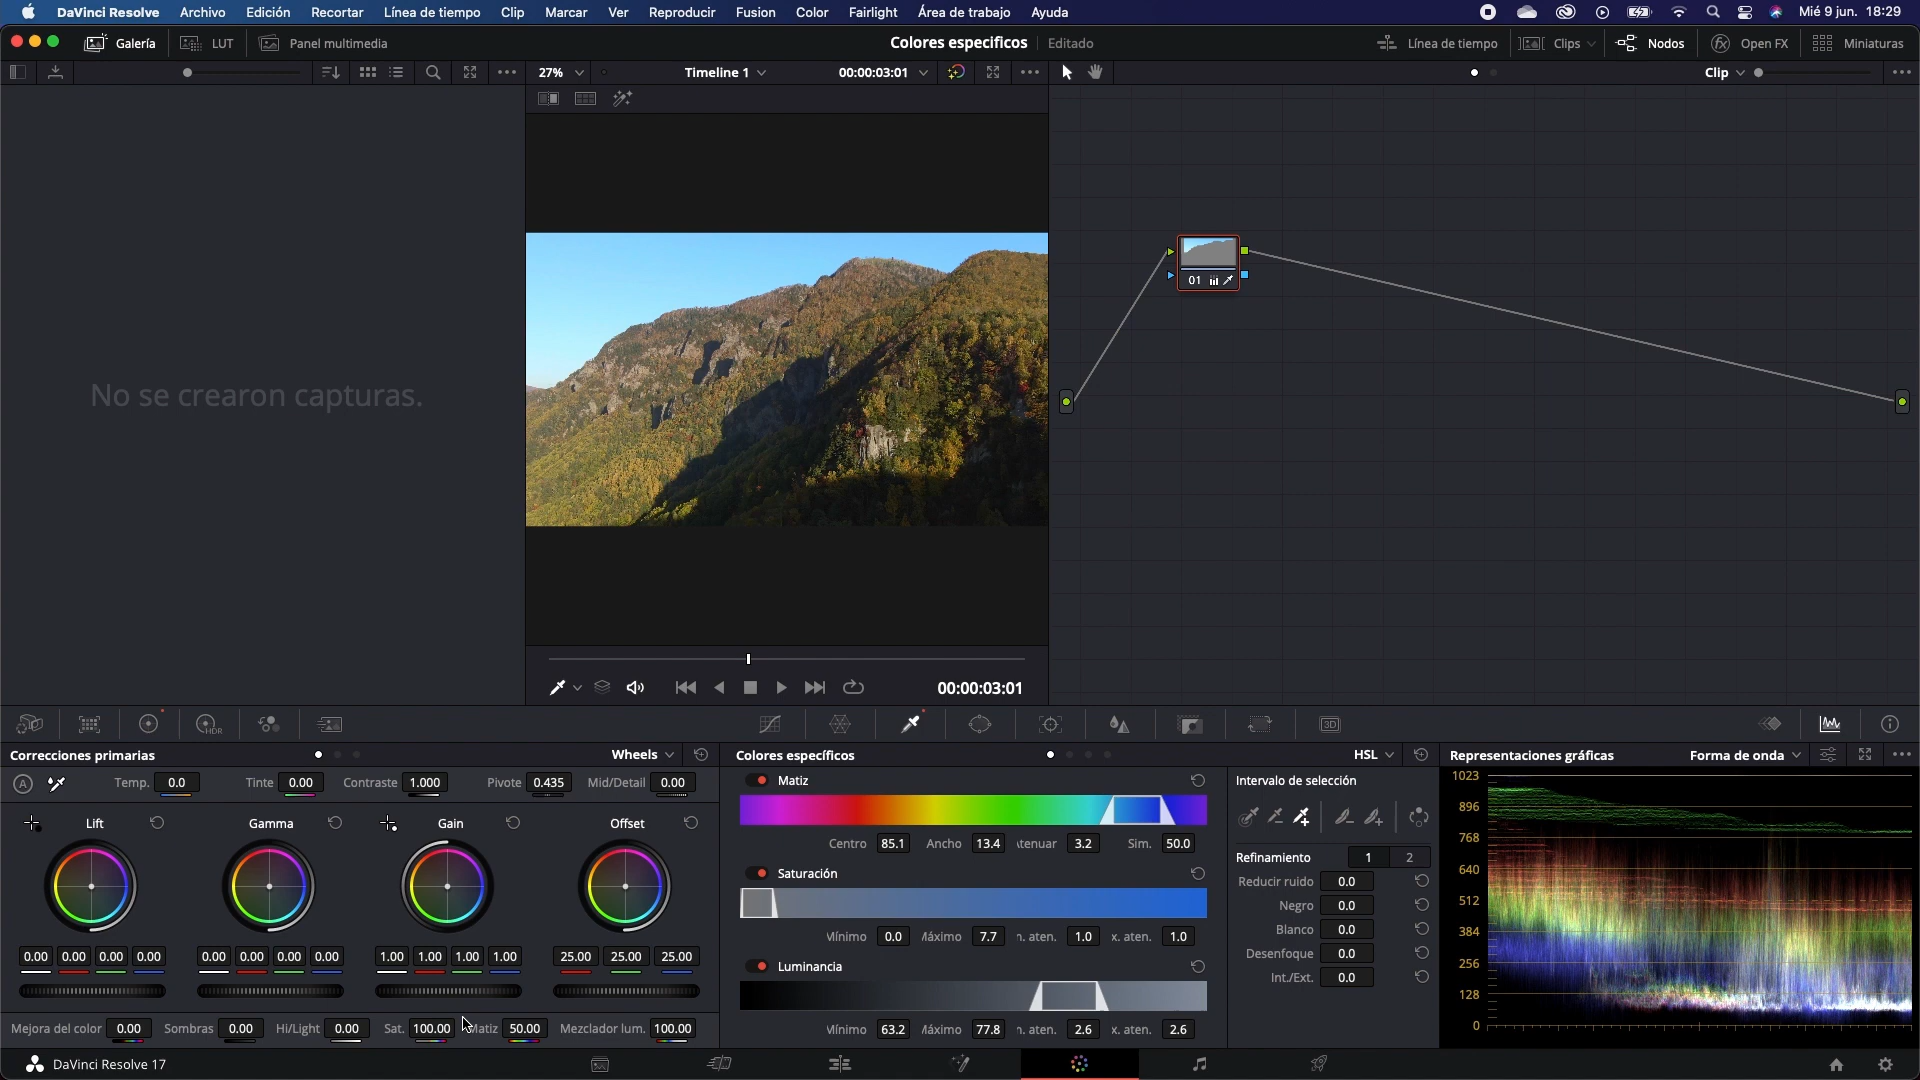 DaVinci Resolve Archivo Edición Recortar Línea de tiempo Clip Marcar Ver Reproducir Fusion Color Fairlight Área de trabajo Ayuda Mié 9 jun. 18:29
Galería LUT Panel multimedia Colores especificos Editado Línea de tiempo Clips Nodos Open FX Miniaturas
27% Timeline 1 00:00:03:01 Clip
No se crearon capturas.
01
00:00:03:01
HDR 3D
Correcciones primarias Wheels Colores específicos HSL Representaciones gráficas Forma de onda
A Temp. 0.0 Tinte 0.00 Contraste 1.000 Pivote 0.435 Mid/Detail 0.00
Lift Gamma Gain Offset
0.00 0.00 0.00 0.00 0.00 0.00 0.00 0.00 1.00 1.00 1.00 1.00 25.00 25.00 25.00
Mejora del color 0.00 Sombras 0.00 Hi/Light 0.00 Sat. 100.00 Matiz 50.00 Mezclador lum. 100.00
Matiz
Centro 85.1 Ancho 13.4 Atenuar 3.2 Sim. 50.0
Saturación
Mínimo 0.0 Máximo 7.7 n. aten. 1.0 x. aten. 1.0
Luminancia
Mínimo 63.2 Máximo 77.8 n. aten. 2.6 x. aten. 2.6
Intervalo de selección
Refinamiento 1 2
Reducir ruido 0.0
Negro 0.0
Blanco 0.0
Desenfoque 0.0
Int./Ext. 0.0
1023
896
768
640
512
384
256
128
0
DaVinci Resolve 17